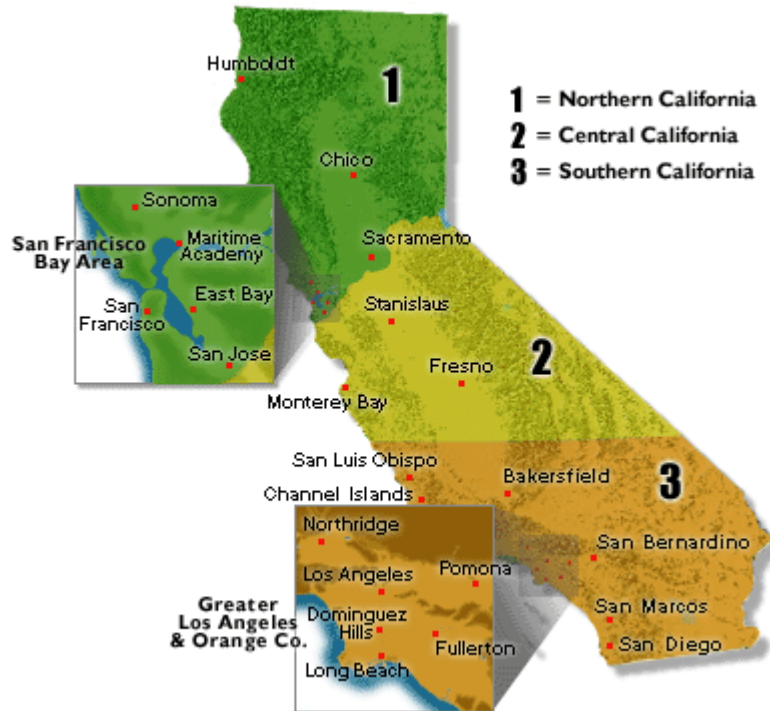 Humboldt
1
1 = Northern California
2 = Central California
3 = Southern California
Chico
Sonoma
San Francisco
Bay Area
Maritime
Academy
Sacramento
San
Francisco
East Bay
Stanislaus
San Jose
Fresno
2
Monterey Bay
San Luis Obispo
Bakersfield
3
Channel Islands
Northridge
San Bernardino
Los Angeles
Pomona
Greater
Los Angeles
& Orange Co.
Dominguez
Hills
Fullerton
Long Beach
San Marcos
San Diego